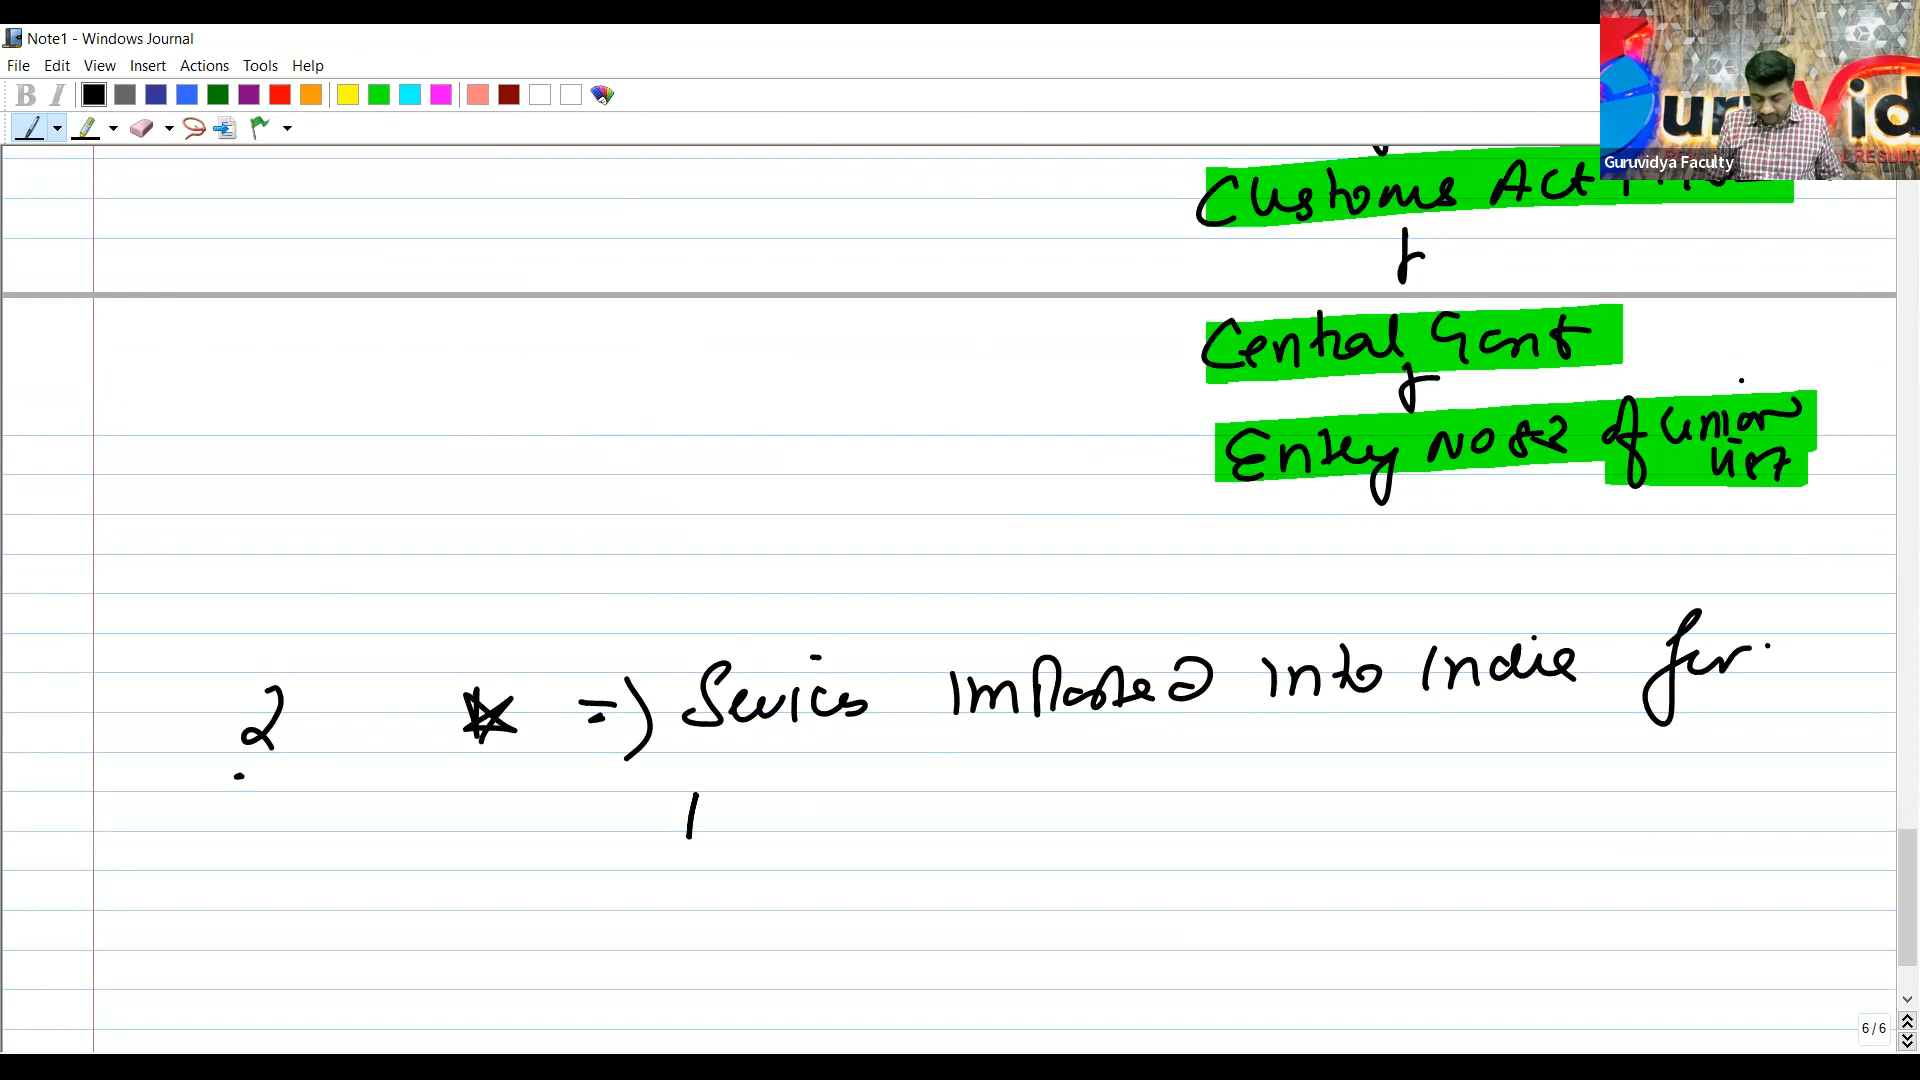 Note1 - Windows Journal
File Edit View Insert Actions Tools Help
B I
Guruvidya Faculty
Customs Act
Central Govt
Entry No 82 of Union
list
2 ⇒ Services Imported into India for
6 / 6